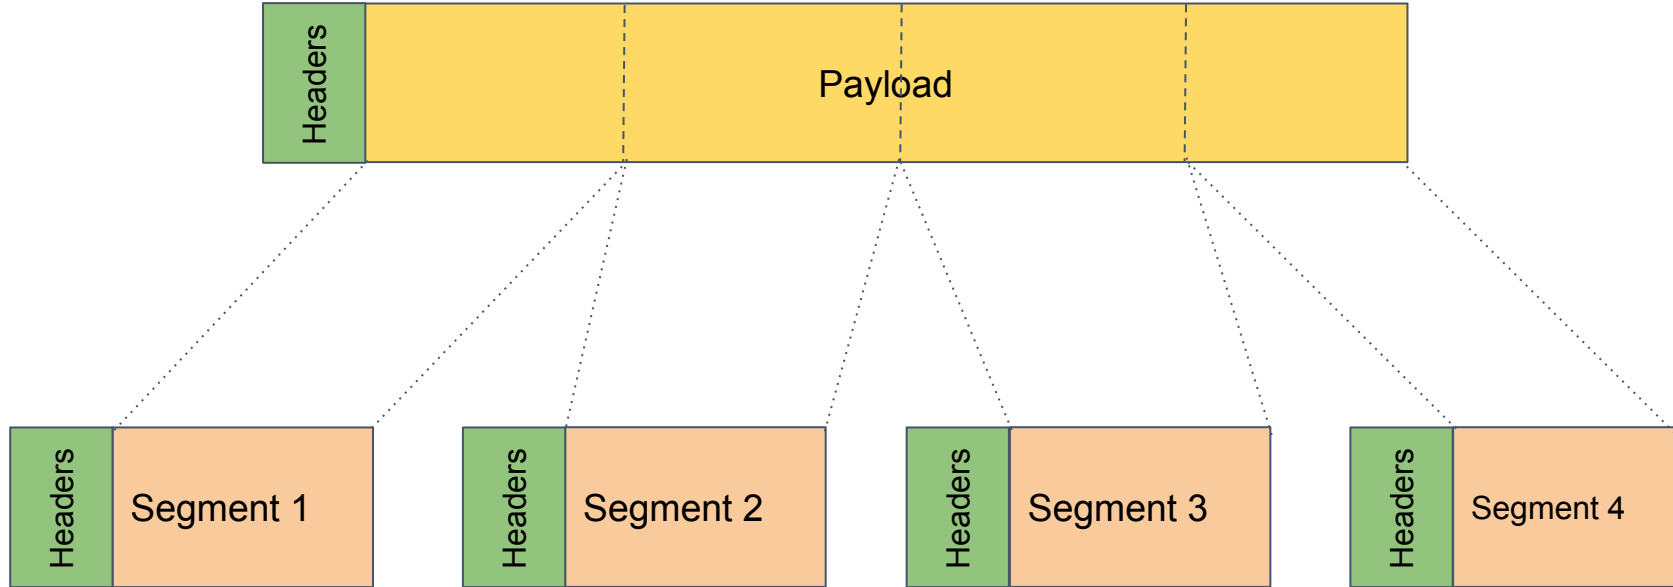 Headers
Payload
Headers
Segment 1
Headers
Segment 2
Headers
Segment 3
Headers
Segment 4